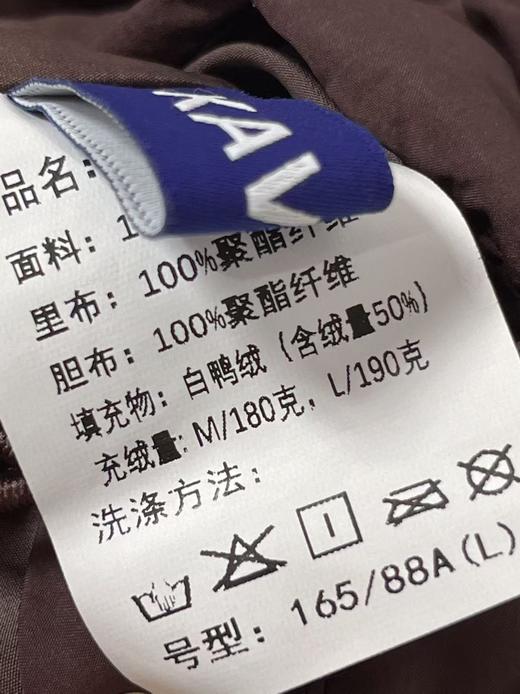 XAV
品名:
面料: 1
里布: 100%聚酯纤维
胆布: 100%聚酯纤维
填充物: 白鸭绒 (含绒量50%)
充绒量: M/180克, L/190克
洗涤方法:
号型: 165/88A(L)